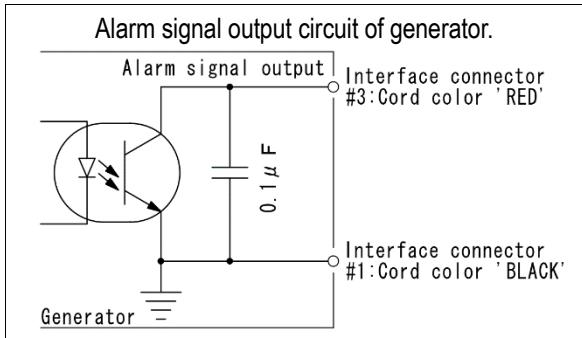 Alarm signal output circuit of generator.
Alarm signal output
Interface connector
#3:Cord color 'RED'
0.1μF
Interface connector
#1:Cord color 'BLACK'
Generator